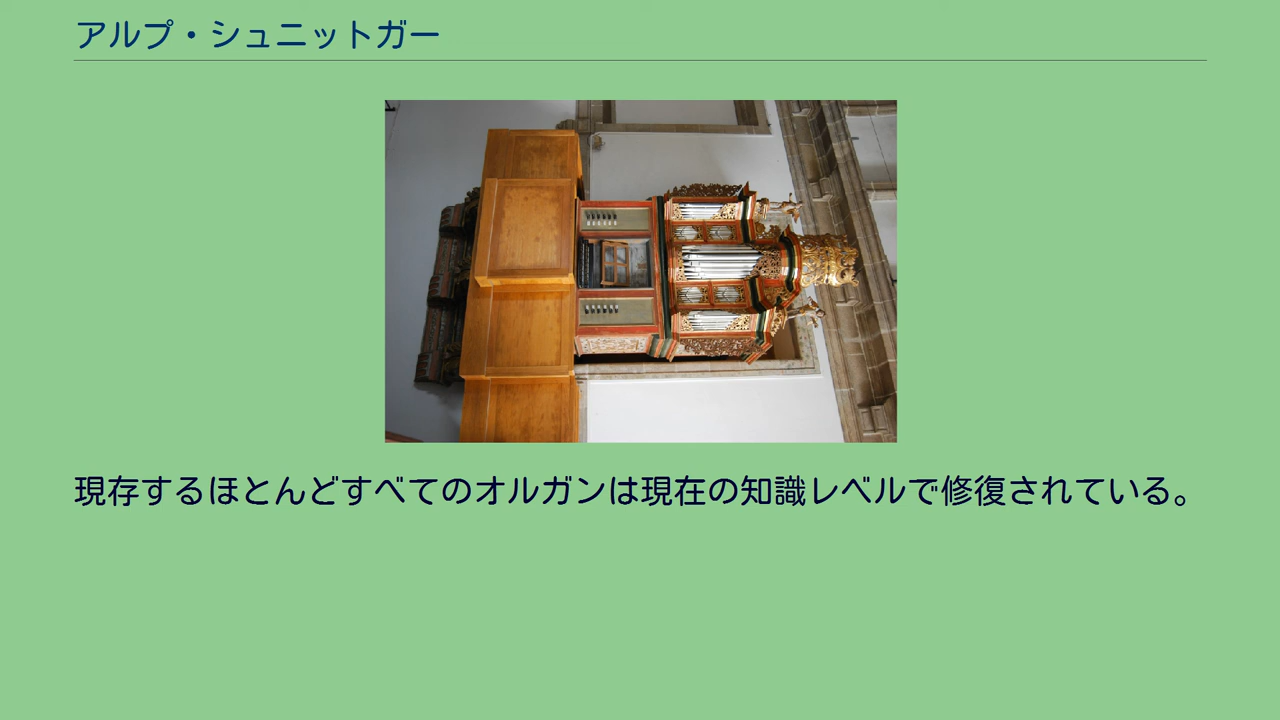 アルプ・シュニットガー
現存するほとんどすべてのオルガンは現在の知識レベルで修復されている。